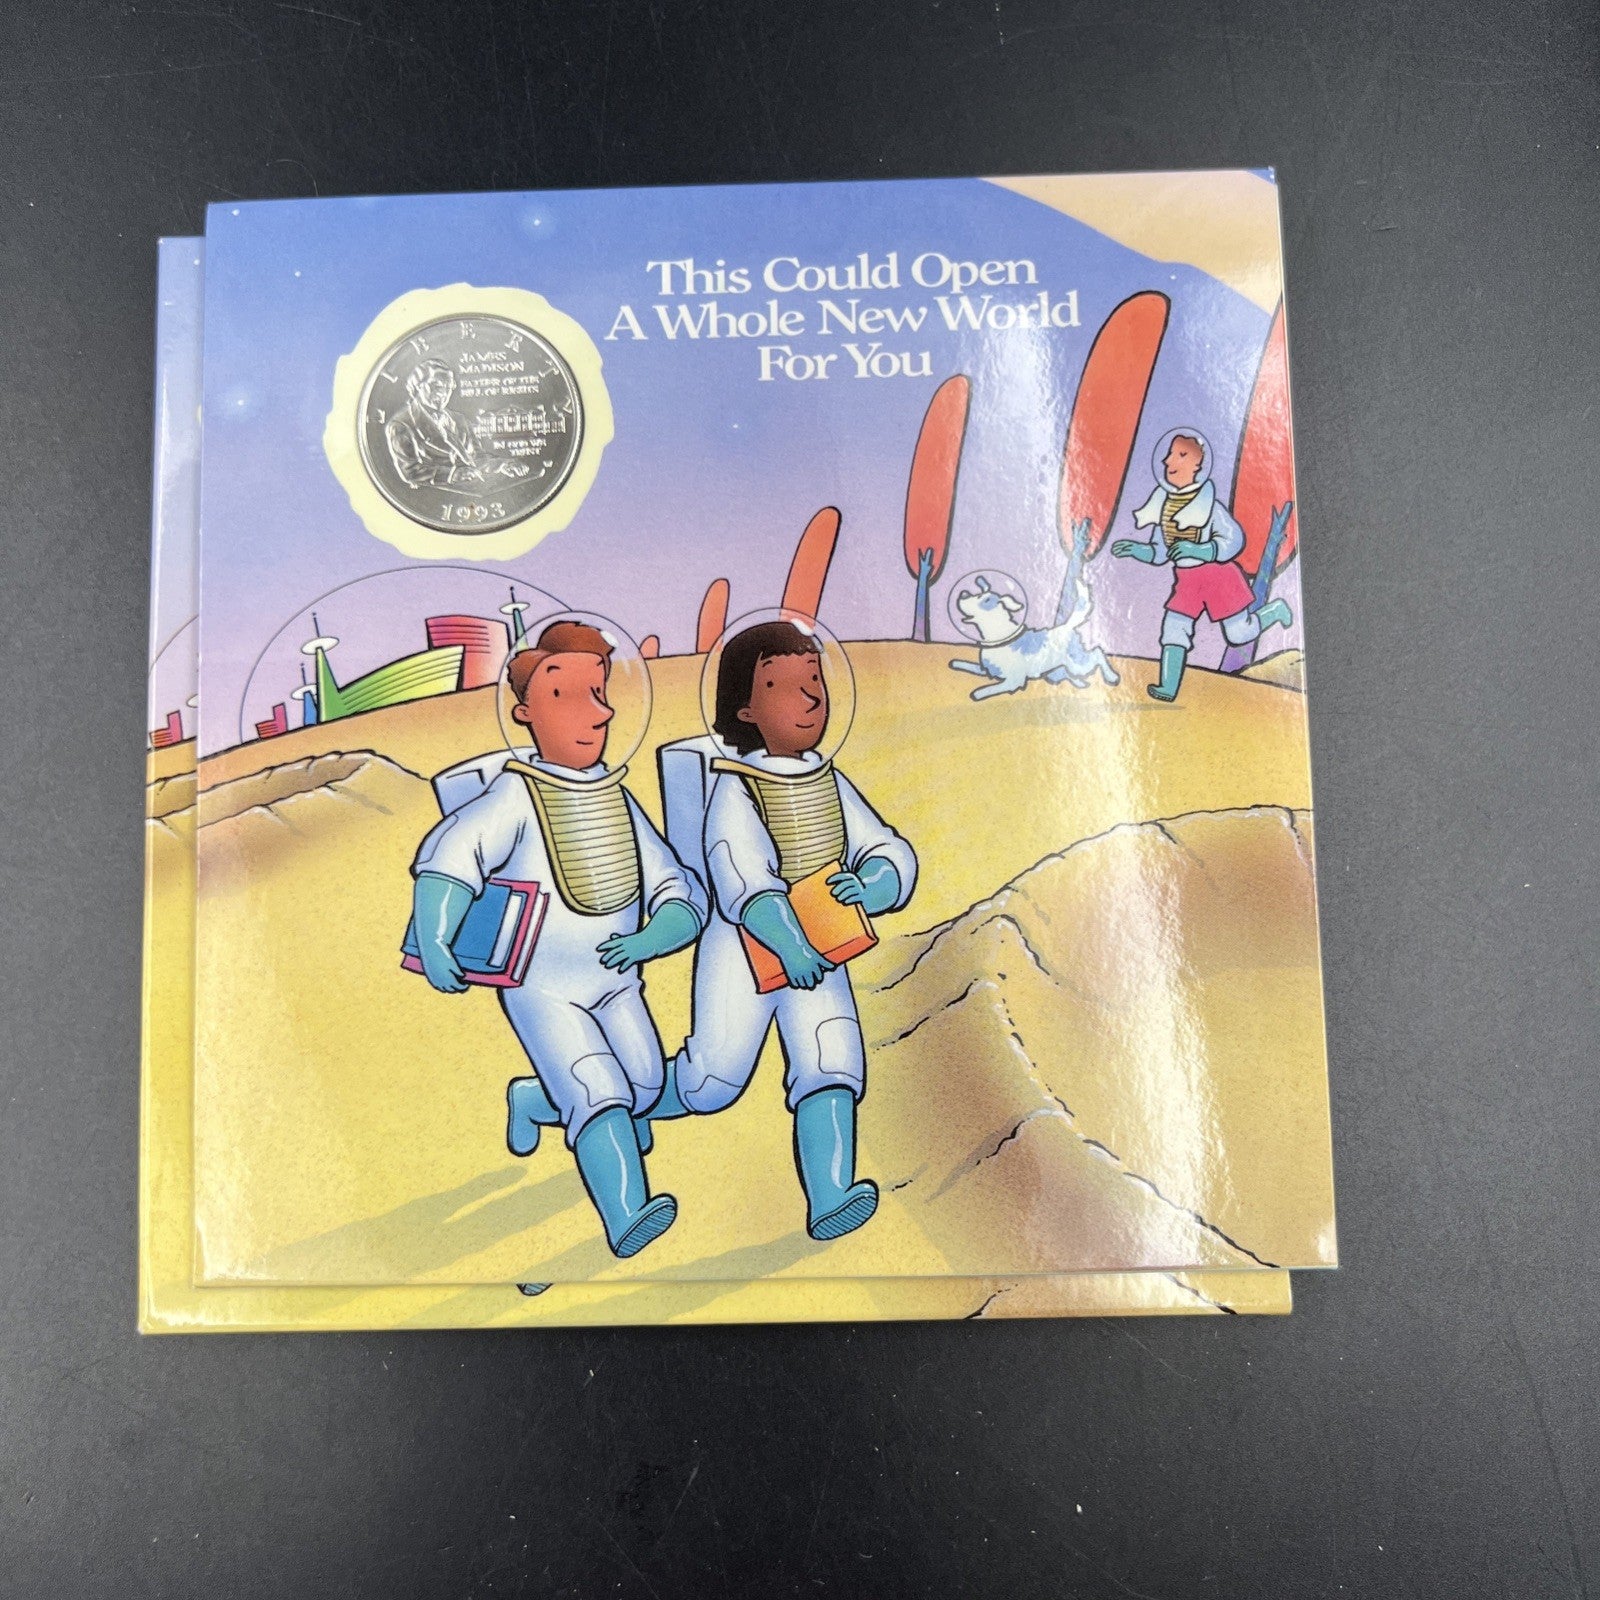 This Could Open
A Whole New World
For You
LIBERTY
JAMES
MADISON
FATHER OF THE
BILL OF RIGHTS
IN GOD WE
TRUST
1993